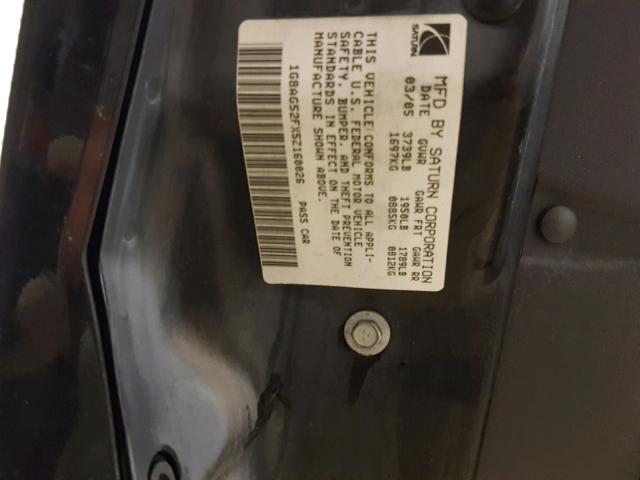 SATURN
MFD BY SATURN CORPORATION
DATE GVWR GAWR FRT GAWR RR
03/05 3739LB 1950LB 1789LB
1697KG 0885KG 0812KG
THIS VEHICLE CONFORMS TO ALL APPLI-
CABLE U.S. FEDERAL MOTOR VEHICLE
SAFETY, BUMPER, AND THEFT PREVENTION
STANDARDS IN EFFECT ON THE DATE OF
MANUFACTURE SHOWN ABOVE.
1G8AG52FX5Z160026 PASS CAR